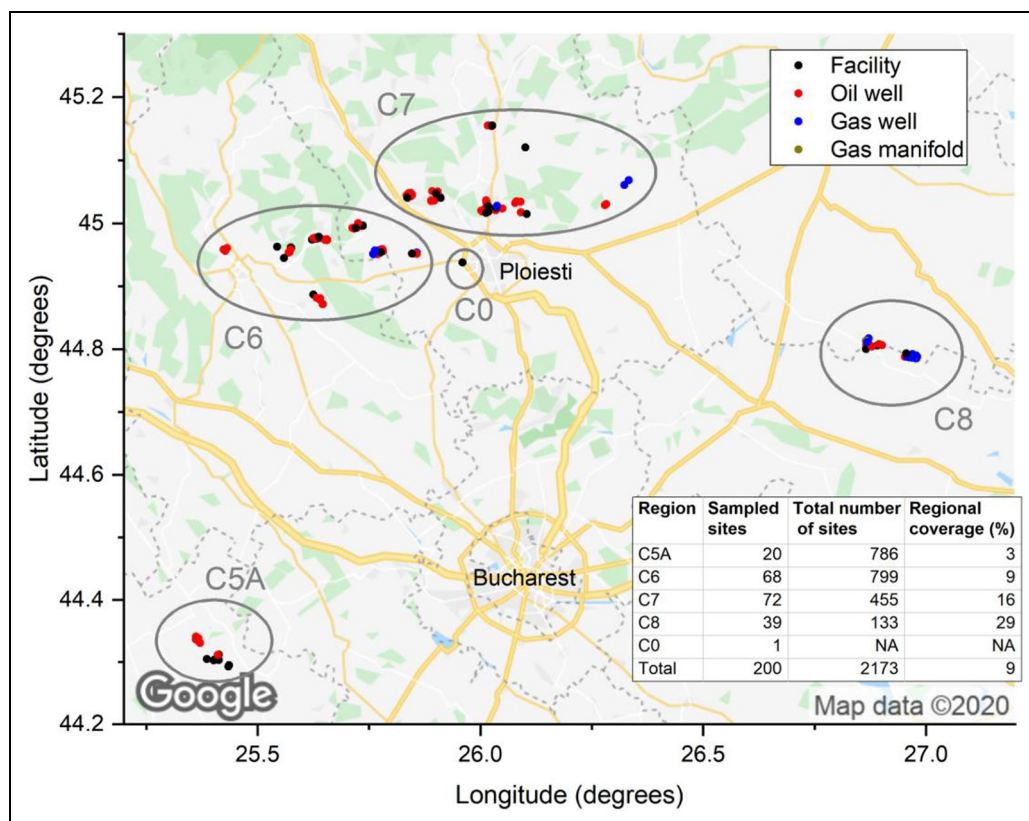 Facility
Oil well
Gas well
Gas manifold
C7
C6
C0
Ploiesti
C8
C5A
Bucharest
Region Sampled sites Total number of sites Regional coverage (%)
C5A 20 786 3
C6 68 799 9
C7 72 455 16
C8 39 133 29
C0 1 NA NA
Total 200 2173 9
Google
Map data ©2020
45.2
45
44.8
44.6
44.4
44.2
Latitude (degrees)
25.5 26.0 26.5 27.0
Longitude (degrees)